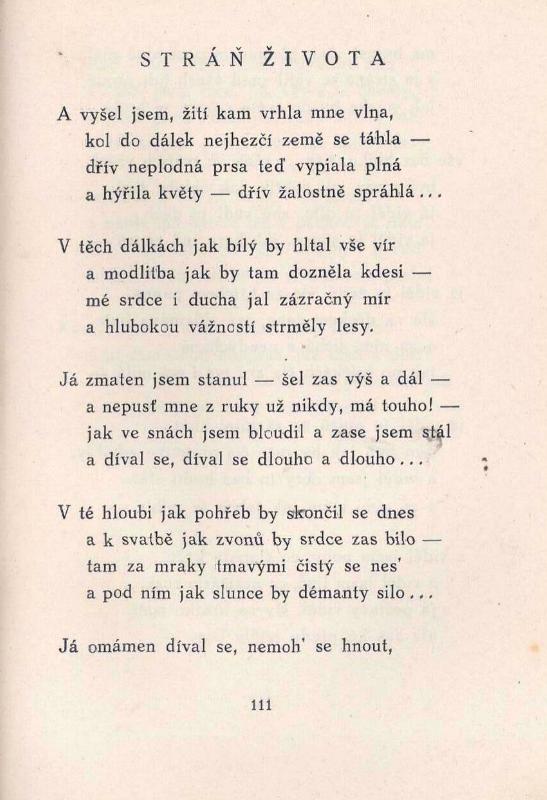 STRÁŇ ŽIVOTA
A vyšel jsem, žití kam vrhla mne vlna,
kol do dálek nejhezčí země se táhla —
dřív neplodná prsa teď vypiala plná
a hýřila květy — dřív žalostně spráhlá...
V těch dálkách jak bílý by hltal vše vír
a modlitba jak by tam dozněla kdesi —
mé srdce i ducha jal zázračný mír
a hlubokou vážností strměly lesy.
Já zmaten jsem stanul — šel zas výš a dál —
a nepusť mne z ruky už nikdy, má touho! —
jak ve snách jsem bloudil a zase jsem stál
a díval se, díval se dlouho a dlouho...
V té hloubi jak pohřeb by skončil se dnes
a k svatbě jak zvonů by srdce zas bilo —
tam za mraky tmavými čistý se nes'
a pod ním jak slunce by démanty silo...
Já omámen díval se, nemoh' se hnout,
111